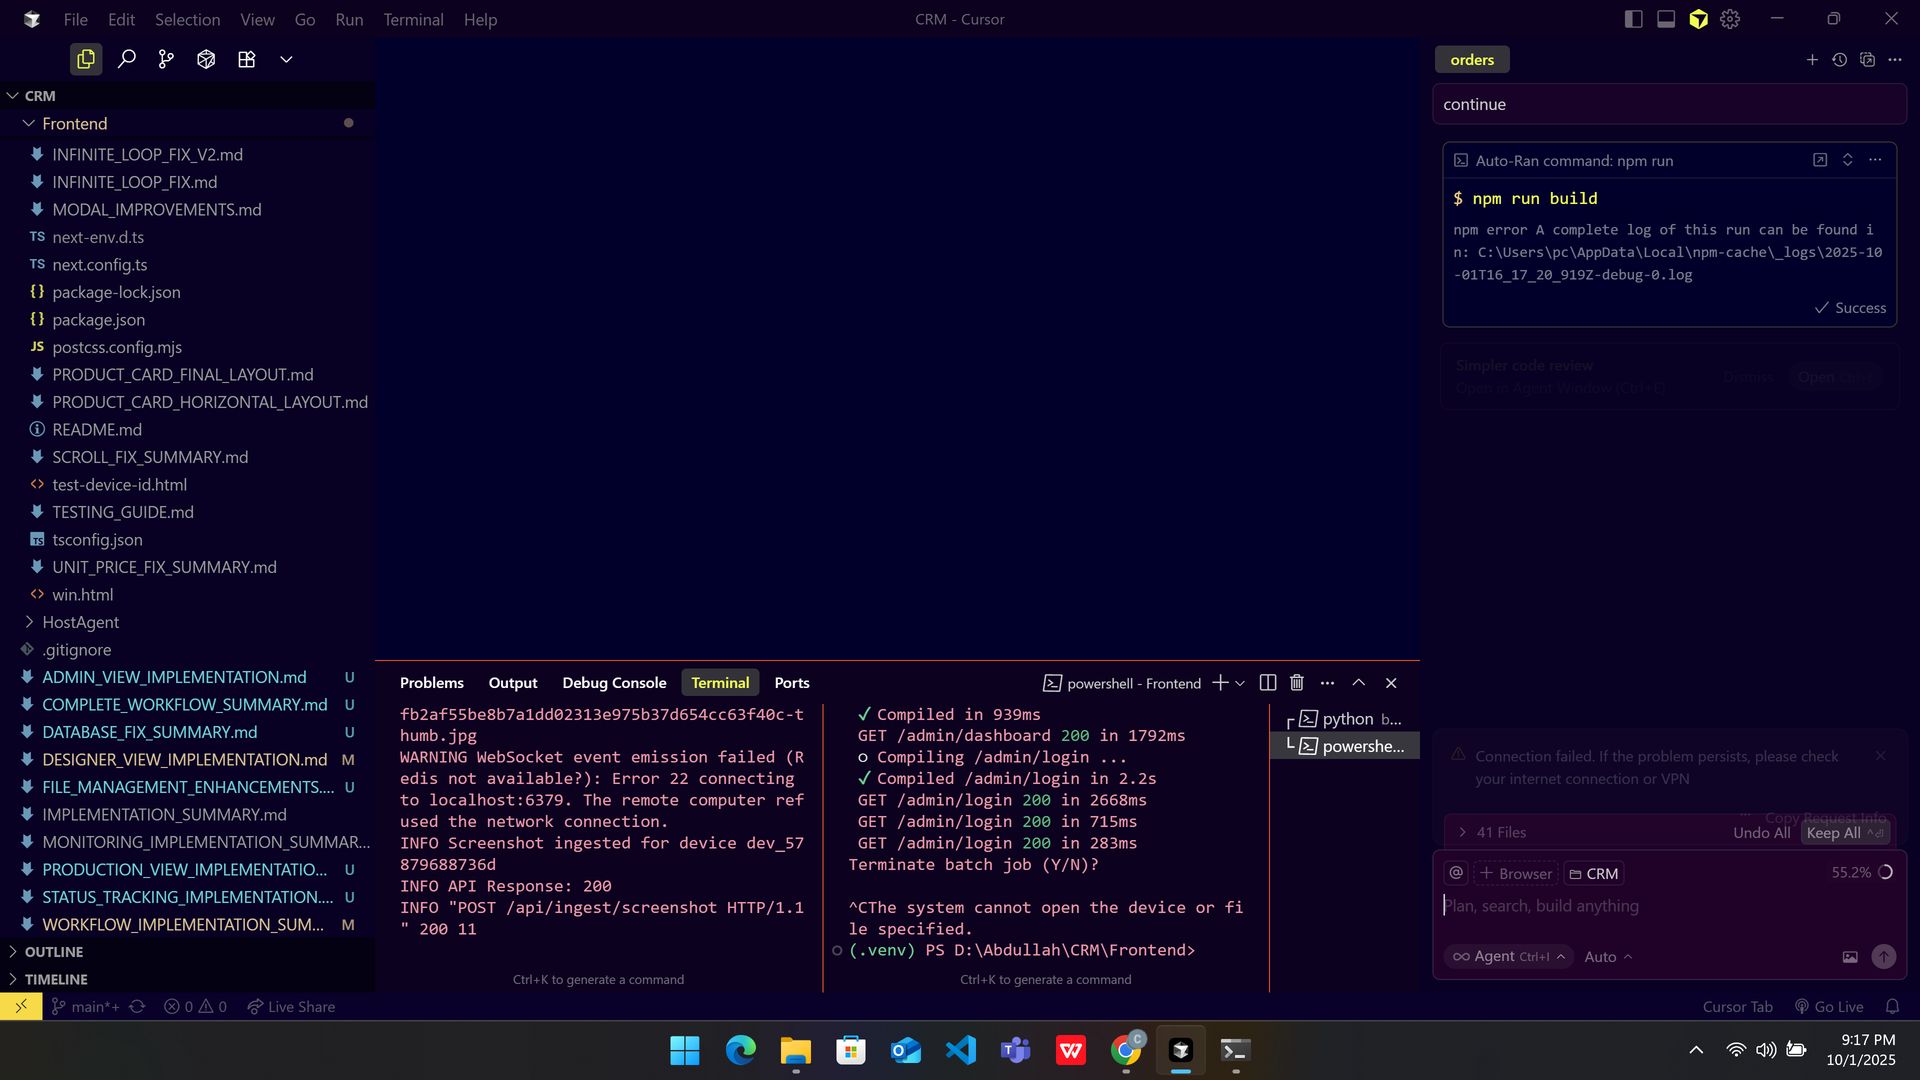 File Edit Selection View Go Run Terminal Help
CRM - Cursor
CRM
Frontend
INFINITE_LOOP_FIX_V2.md
INFINITE_LOOP_FIX.md
MODAL_IMPROVEMENTS.md
TS next-env.d.ts
TS next.config.ts
{} package-lock.json
{} package.json
JS postcss.config.mjs
PRODUCT_CARD_FINAL_LAYOUT.md
PRODUCT_CARD_HORIZONTAL_LAYOUT.md
README.md
SCROLL_FIX_SUMMARY.md
<> test-device-id.html
TESTING_GUIDE.md
TS tsconfig.json
UNIT_PRICE_FIX_SUMMARY.md
<> win.html
HostAgent
.gitignore
ADMIN_VIEW_IMPLEMENTATION.md U
COMPLETE_WORKFLOW_SUMMARY.md U
DATABASE_FIX_SUMMARY.md U
DESIGNER_VIEW_IMPLEMENTATION.md M
FILE_MANAGEMENT_ENHANCEMENTS.... U
IMPLEMENTATION_SUMMARY.md
MONITORING_IMPLEMENTATION_SUMMAR...
PRODUCTION_VIEW_IMPLEMENTATIO... U
STATUS_TRACKING_IMPLEMENTATION.... U
WORKFLOW_IMPLEMENTATION_SUM... M
OUTLINE
TIMELINE
Problems Output Debug Console Terminal Ports
powershell - Frontend
fb2af55be8b7a1dd02313e975b37d654cc63f40c-t
humb.jpg
WARNING WebSocket event emission failed (R
edis not available?): Error 22 connecting
to localhost:6379. The remote computer ref
used the network connection.
INFO Screenshot ingested for device dev_57
879688736d
INFO API Response: 200
INFO "POST /api/ingest/screenshot HTTP/1.1
" 200 11
Ctrl+K to generate a command
✓ Compiled in 939ms
GET /admin/dashboard 200 in 1792ms
○ Compiling /admin/login ...
✓ Compiled /admin/login in 2.2s
GET /admin/login 200 in 2668ms
GET /admin/login 200 in 715ms
GET /admin/login 200 in 283ms
Terminate batch job (Y/N)?
^CThe system cannot open the device or fi
le specified.
(.venv) PS D:\Abdullah\CRM\Frontend>
Ctrl+K to generate a command
python b...
powershe...
orders
continue
Auto-Ran command: npm run
$ npm run build
npm error A complete log of this run can be found i
n: C:\Users\pc\AppData\Local\npm-cache\_logs\2025-10
-01T16_17_20_919Z-debug-0.log
✓ Success
Simpler code review
Open in Agent Window (Ctrl+E)
Dismiss Open Ctrl+E
Connection failed. If the problem persists, please check
your internet connection or VPN
Copy Request Info
41 Files Undo All Keep All
@ + Browser CRM 55.2%
Plan, search, build anything
Agent Ctrl+I Auto
main*+ 0 0 Live Share
Cursor Tab Go Live
C
9:17 PM
10/1/2025